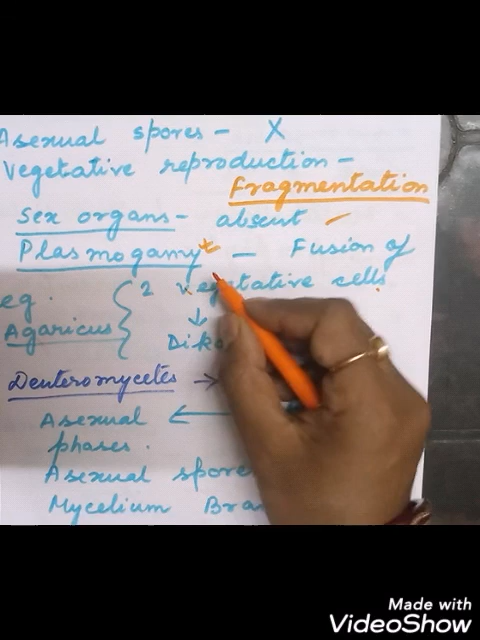 Asexual spores - X
Vegetative reproduction -
Fragmentation
Sex organs - absent
Plasmogamy* - Fusion of
eg. { 2 vegetative cells
Agaricus ↓
Deuteromycetes →
Asexual ←
phases.
Asexual
Mycelium
Made with
VideoShow